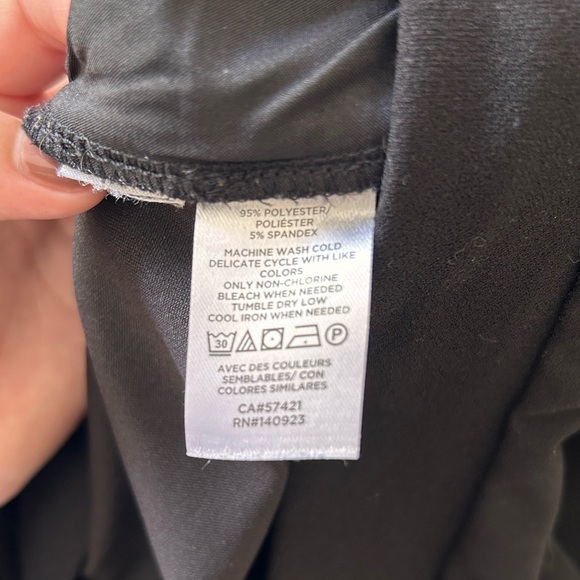 95% POLYESTER/
POLIÉSTER
5% SPANDEX
MACHINE WASH COLD
DELICATE CYCLE WITH LIKE
COLORS
ONLY NON-CHLORINE
BLEACH WHEN NEEDED
TUMBLE DRY LOW
COOL IRON WHEN NEEDED
30 P
AVEC DES COULEURS
SEMBLABLES/ CON
COLORES SIMILARES
CA#57421
RN#140923